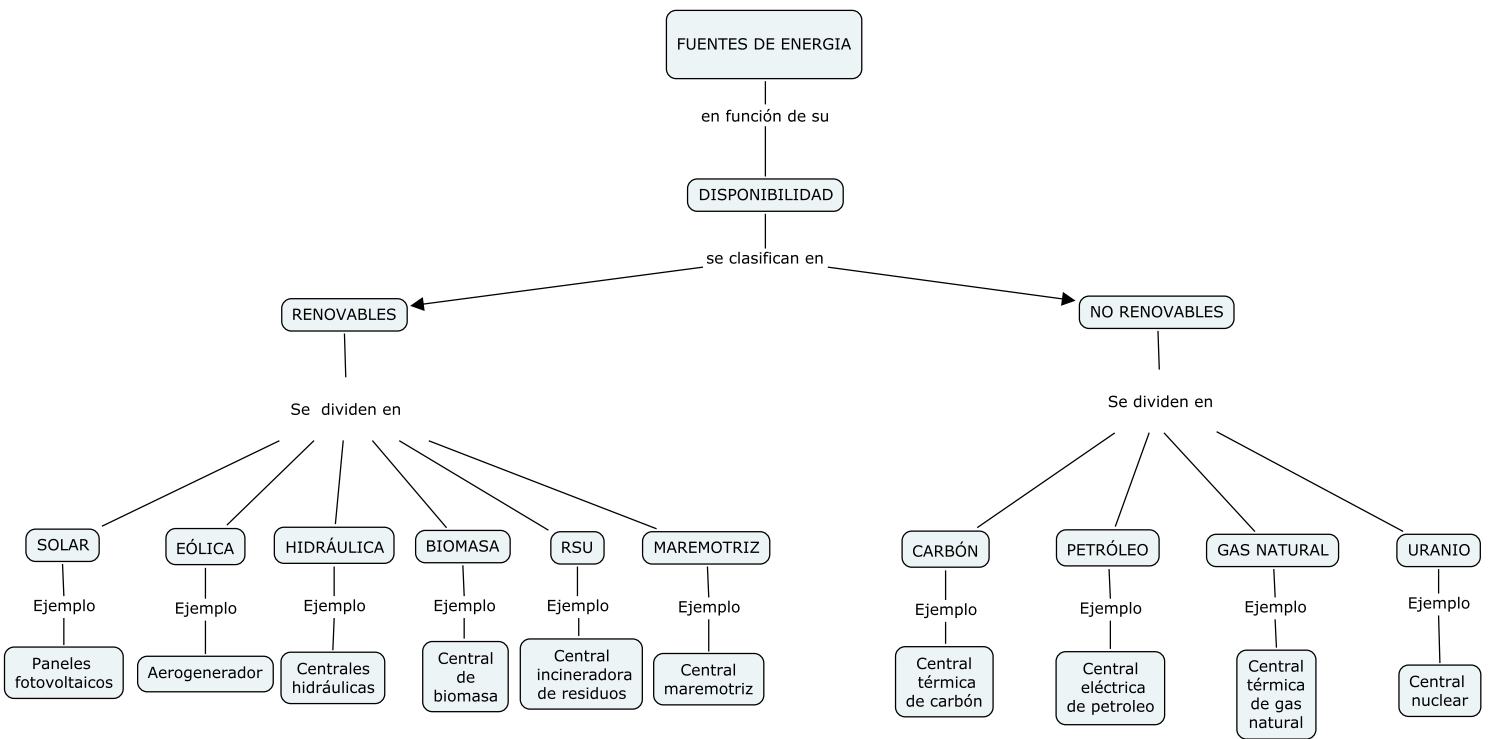 FUENTES DE ENERGIA
en función de su
DISPONIBILIDAD
se clasifican en
RENOVABLES
NO RENOVABLES
Se dividen en
Se dividen en
SOLAR
EÓLICA
HIDRÁULICA
BIOMASA
RSU
MAREMOTRIZ
CARBÓN
PETRÓLEO
GAS NATURAL
URANIO
Ejemplo
Ejemplo
Ejemplo
Ejemplo
Ejemplo
Ejemplo
Ejemplo
Ejemplo
Ejemplo
Ejemplo
Paneles
fotovoltaicos
Aerogenerador
Centrales
hidráulicas
Central
de
biomasa
Central
incineradora
de residuos
Central
maremotriz
Central
térmica
de carbón
Central
eléctrica
de petroleo
Central
térmica
de gas
natural
Central
nuclear